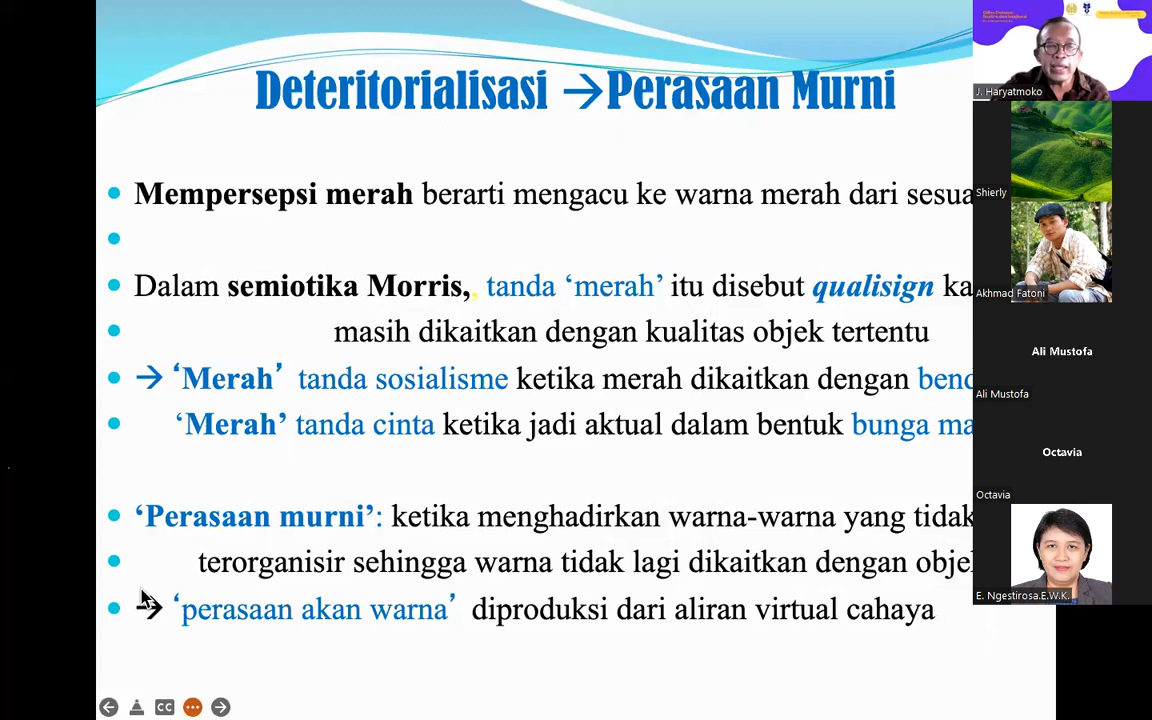 Deteritorialisasi →Perasaan Murni
Mempersepsi merah berarti mengacu ke warna merah dari sesua
Dalam semiotika Morris,, tanda ‘merah’ itu disebut qualisign ka
masih dikaitkan dengan kualitas objek tertentu
→ ‘Merah’ tanda sosialisme ketika merah dikaitkan dengan bend
‘Merah’ tanda cinta ketika jadi aktual dalam bentuk bunga ma
‘Perasaan murni’: ketika menghadirkan warna-warna yang tidak
terorganisir sehingga warna tidak lagi dikaitkan dengan obje
→ ‘perasaan akan warna’ diproduksi dari aliran virtual cahaya
CC
J. Haryatmoko
Shierly
Akhmad Fatoni
Ali Mustofa
Ali Mustofa
Octavia
Octavia
E. Ngestirosa.E.W.K.